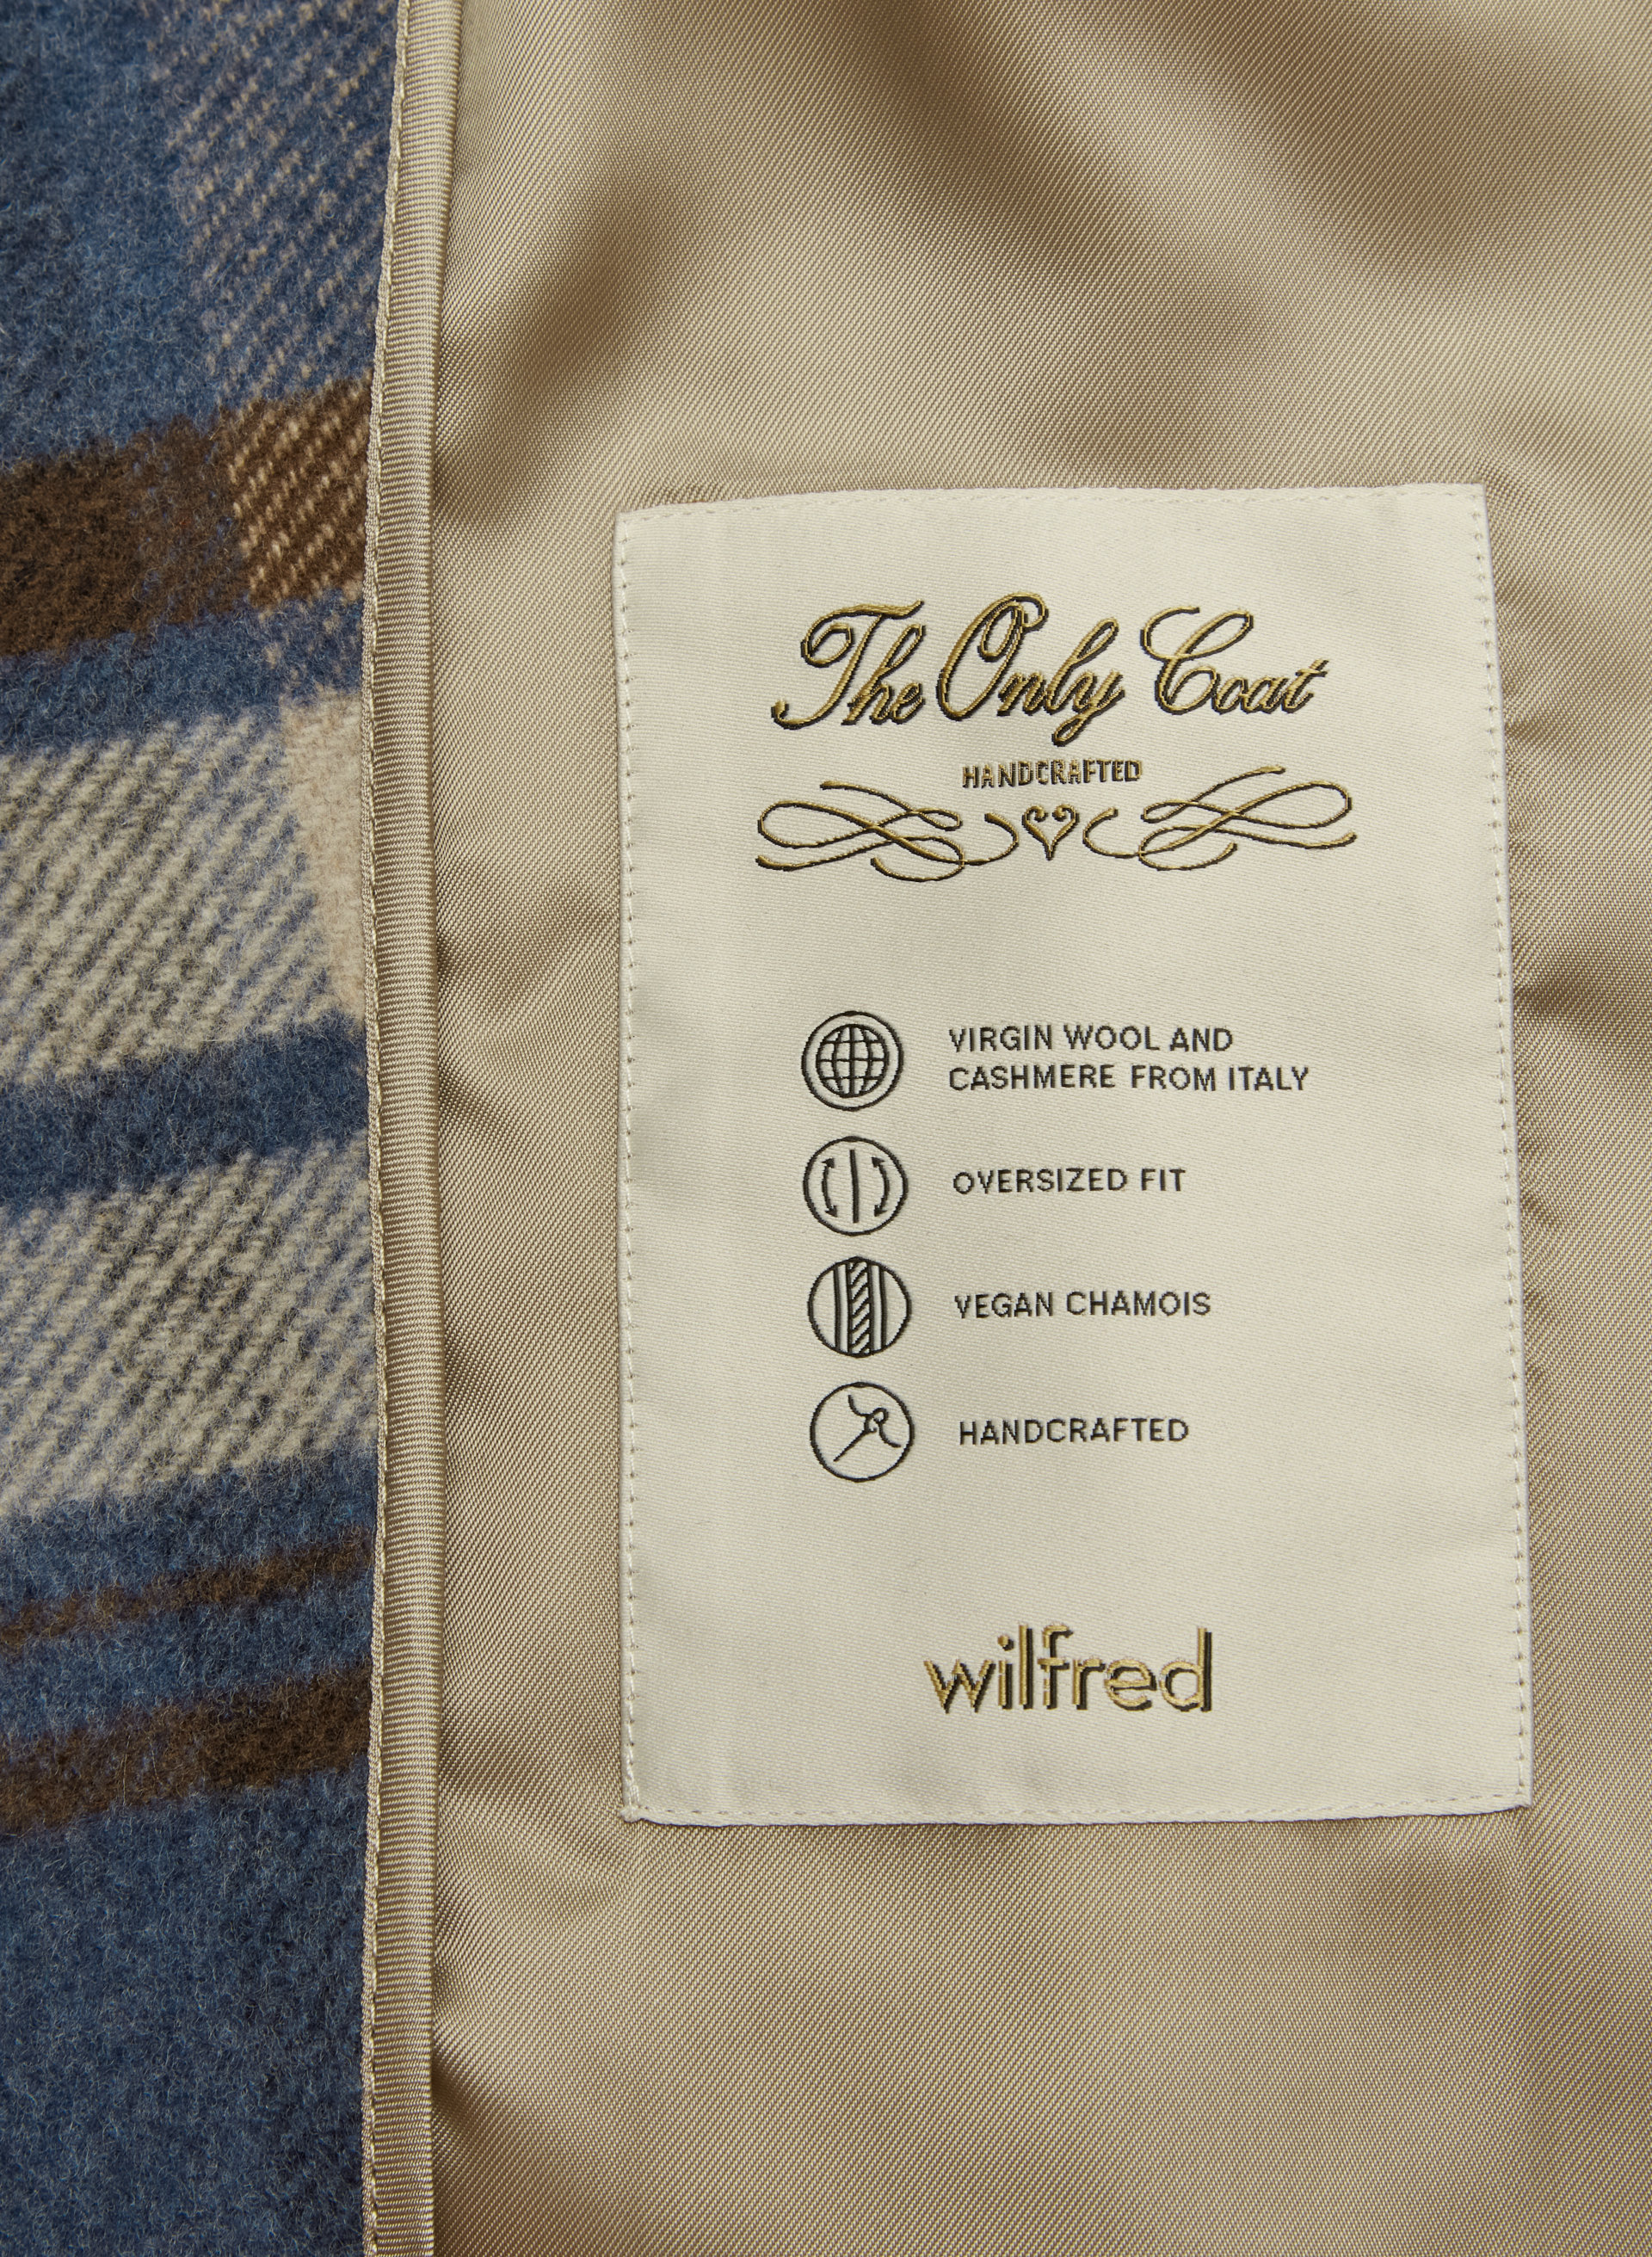 The Only Coat
HANDCRAFTED
VIRGIN WOOL AND
CASHMERE FROM ITALY
OVERSIZED FIT
VEGAN CHAMOIS
HANDCRAFTED
wilfred